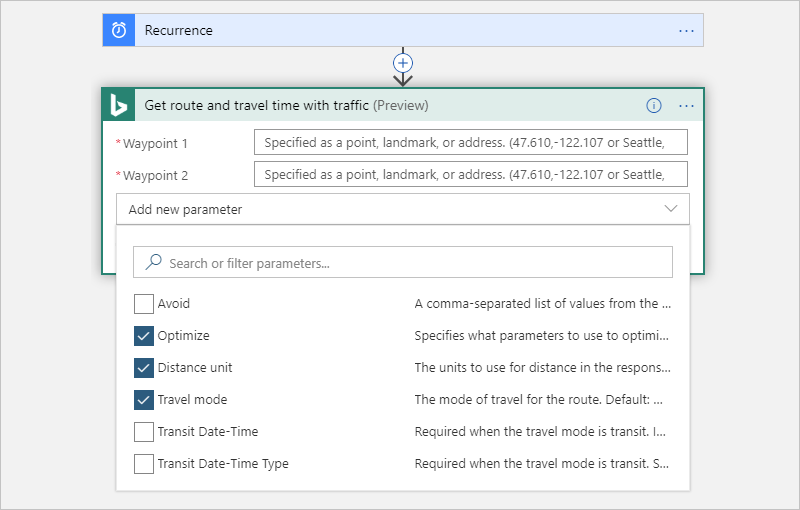 Recurrence
...
Get route and travel time with traffic (Preview)
...
* Waypoint 1
Specified as a point, landmark, or address. (47.610,-122.107 or Seattle,
* Waypoint 2
Specified as a point, landmark, or address. (47.610,-122.107 or Seattle,
Add new parameter
Search or filter parameters...
Avoid A comma-separated list of values from the ...
Optimize Specifies what parameters to use to optimi...
Distance unit The units to use for distance in the respons...
Travel mode The mode of travel for the route. Default: ...
Transit Date-Time Required when the travel mode is transit. I...
Transit Date-Time Type Required when the travel mode is transit. S...